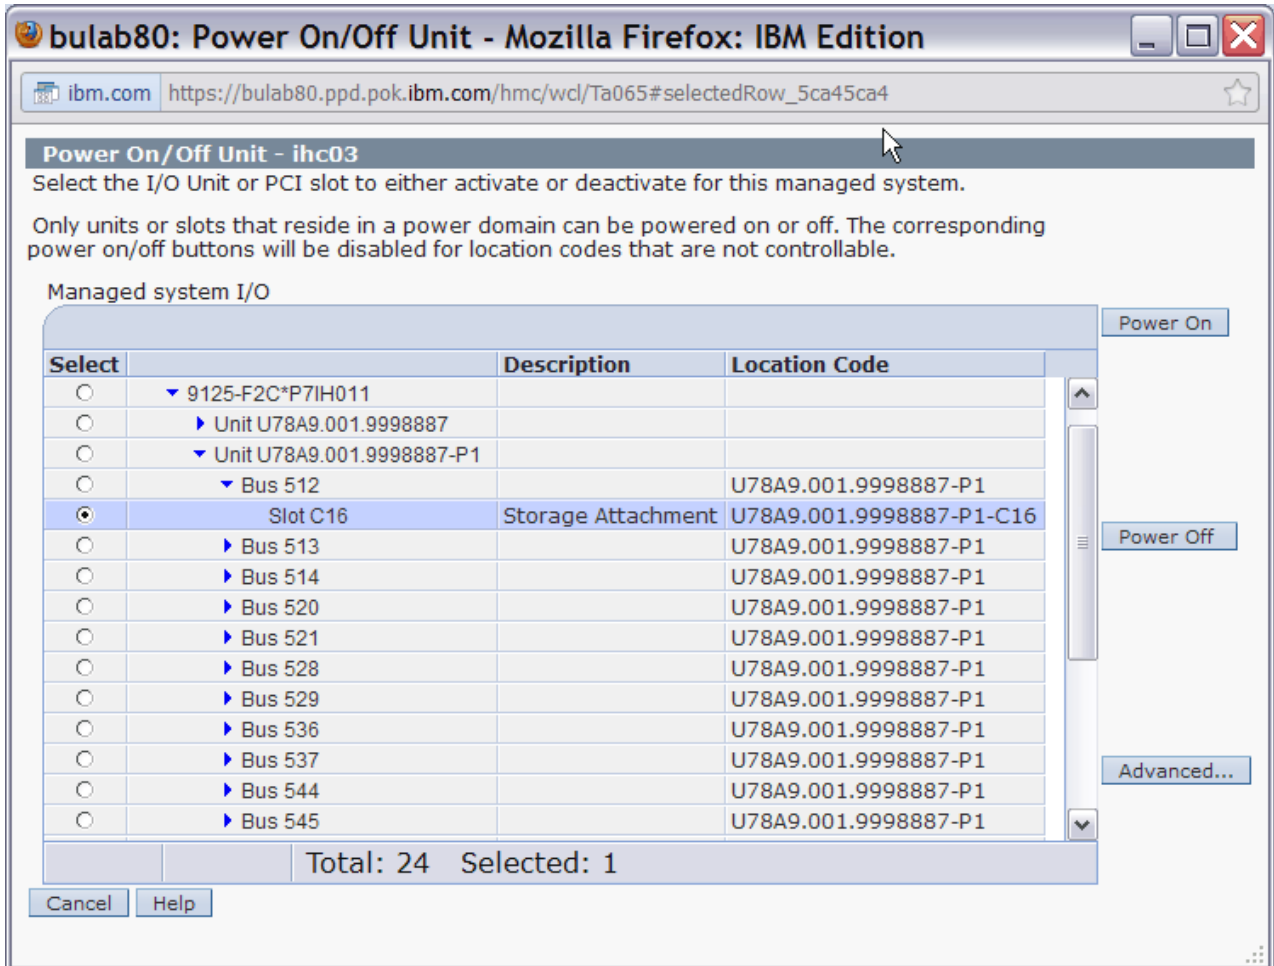 bulab80: Power On/Off Unit - Mozilla Firefox: IBM Edition
ibm.com https://bulab80.ppd.pok.ibm.com/hmc/wcl/Ta065#selectedRow_5ca45ca4
Power On/Off Unit - ihc03
Select the I/O Unit or PCI slot to either activate or deactivate for this managed system.
Only units or slots that reside in a power domain can be powered on or off. The corresponding
power on/off buttons will be disabled for location codes that are not controllable.
Managed system I/O
Power On
Select Description Location Code
9125-F2C*P7IH011
Unit U78A9.001.9998887
Unit U78A9.001.9998887-P1
Bus 512 U78A9.001.9998887-P1
Slot C16 Storage Attachment U78A9.001.9998887-P1-C16
Bus 513 U78A9.001.9998887-P1
Power Off
Bus 514 U78A9.001.9998887-P1
Bus 520 U78A9.001.9998887-P1
Bus 521 U78A9.001.9998887-P1
Bus 528 U78A9.001.9998887-P1
Bus 529 U78A9.001.9998887-P1
Bus 536 U78A9.001.9998887-P1
Bus 537 U78A9.001.9998887-P1
Advanced...
Bus 544 U78A9.001.9998887-P1
Bus 545 U78A9.001.9998887-P1
Total: 24 Selected: 1
Cancel Help